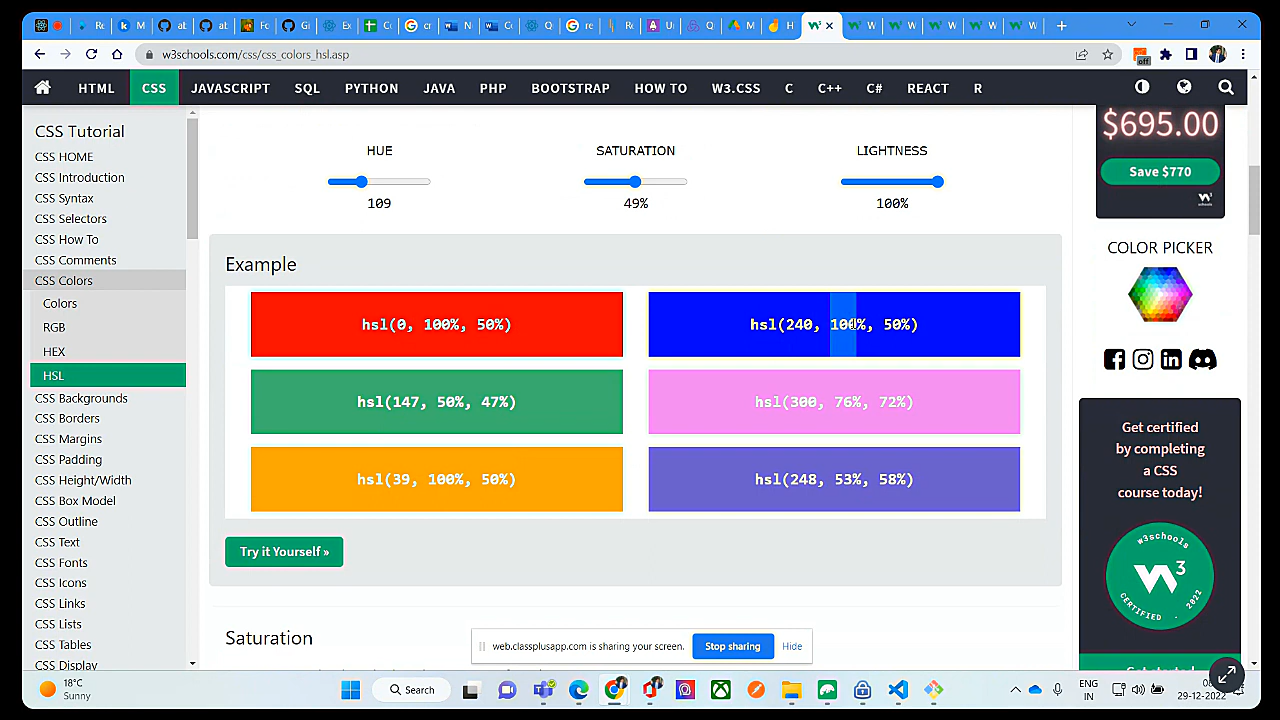 w3schools.com/css/css_colors_hsl.asp
off
HTML CSS JAVASCRIPT SQL PYTHON JAVA PHP BOOTSTRAP HOW TO W3.CSS C C++ C# REACT R
CSS Tutorial
CSS HOME
CSS Introduction
CSS Syntax
CSS Selectors
CSS How To
CSS Comments
CSS Colors
Colors
RGB
HEX
HSL
CSS Backgrounds
CSS Borders
CSS Margins
CSS Padding
CSS Height/Width
CSS Box Model
CSS Outline
CSS Text
CSS Fonts
CSS Icons
CSS Links
CSS Lists
CSS Tables
CSS Display
HUE SATURATION LIGHTNESS
109 49% 100%
Example
hsl(0, 100%, 50%) hsl(240, 100%, 50%)
hsl(147, 50%, 47%) hsl(300, 76%, 72%)
hsl(39, 100%, 50%) hsl(248, 53%, 58%)
Try it Yourself »
Saturation
$695.00
Save $770
COLOR PICKER
Get certified
by completing
a CSS
course today!
w3schools
CERTIFIED . 2022
web.classplusapp.com is sharing your screen. Stop sharing Hide
18°C
Sunny
Search
ENG
IN
29-12-2022